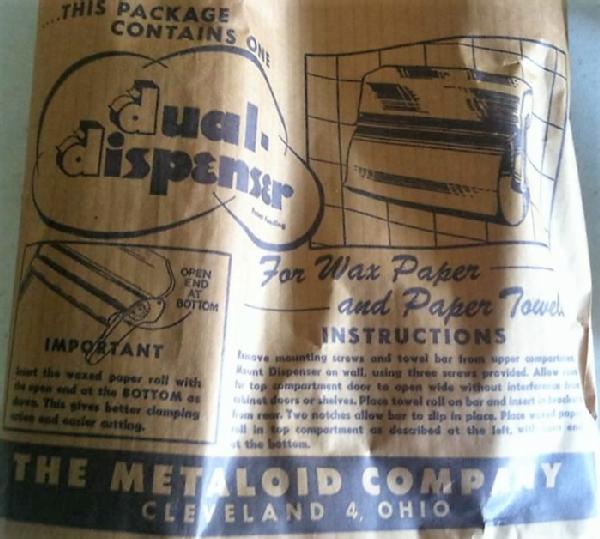 ....THIS PACKAGE
CONTAINS ONE
dual-
dispenser
OPEN
END
AT
BOTTOM
For Wax Paper
and Paper Towels
IMPORTANT
Insert the waxed paper roll with
the open end at the BOTTOM as
shown. This gives better clamping
action and easier cutting.
INSTRUCTIONS
Remove mounting screws and towel bar from upper compartment.
Mount Dispenser on wall, using three screws provided. Allow room
for top compartment door to open wide without interference from
cabinet doors or shelves. Place towel roll on bar and insert in brackets
from rear. Two notches allow bar to slip in place. Place waxed paper
roll in top compartment as described at the left, with open end
at the bottom.
THE METALOID COMPANY
CLEVELAND 4, OHIO